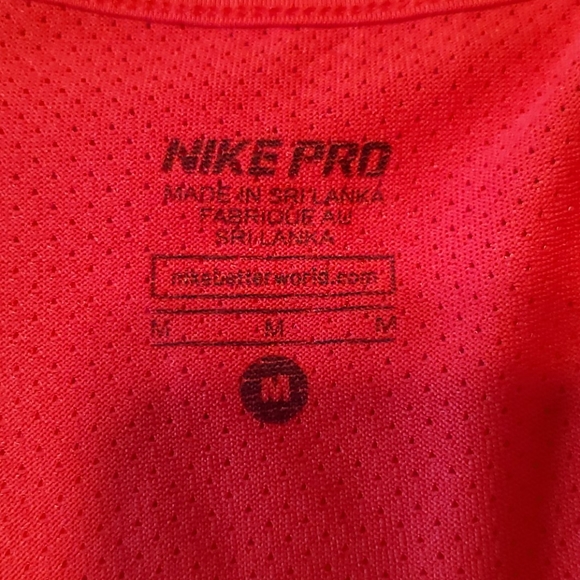 NIKE PRO
MADE IN SRI LANKA
FABRIQUE AU
SRI LANKA
nikebetterworld.com
M M M
M